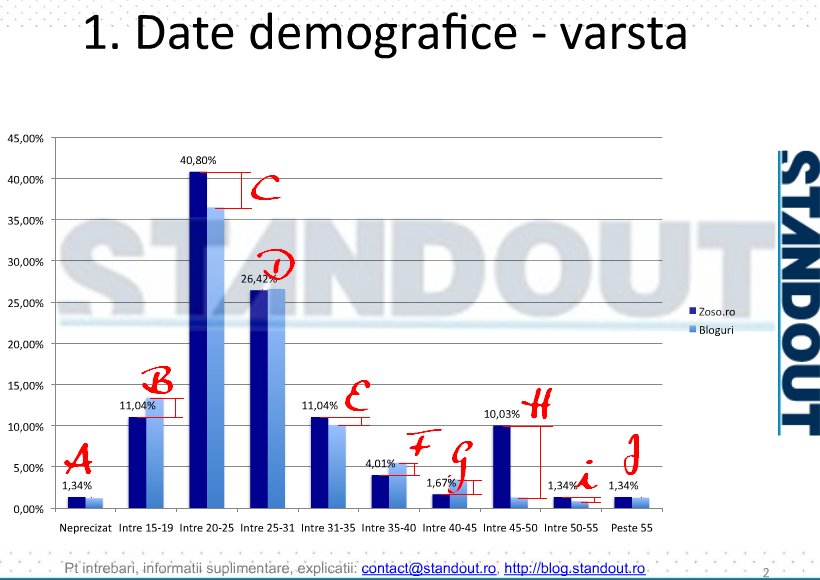 1. Date demografice - varsta
45,00%
40,00%
35,00%
30,00%
25,00%
20,00%
15,00%
10,00%
5,00%
0,00%
40,80%
C
26,42%
D
B
11,04%
11,04%
E
10,03%
H
A
1,34%
4,01%
F
1,67%
G
1,34%
i
1,34%
J
Neprecizat Intre 15-19 Intre 20-25 Intre 25-31 Intre 31-35 Intre 35-40 Intre 40-45 Intre 45-50 Intre 50-55 Peste 55
Zoso.ro
Bloguri
STANDOUT
STANDOUT
Pt intrebari, informatii suplimentare, explicatii: contact@standout.ro, http://blog.standout.ro
2